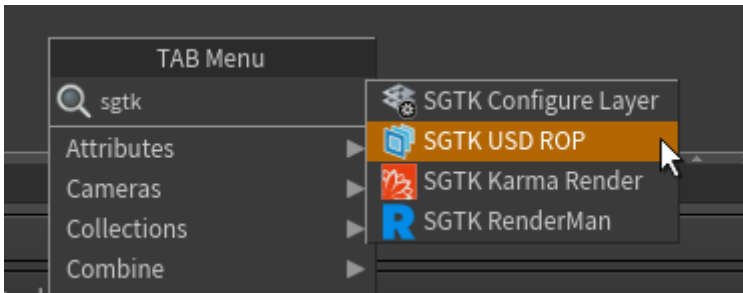 TAB Menu
sgtk
Attributes
Cameras
Collections
Combine
SGTK Configure Layer
SGTK USD ROP
SGTK Karma Render
SGTK RenderMan